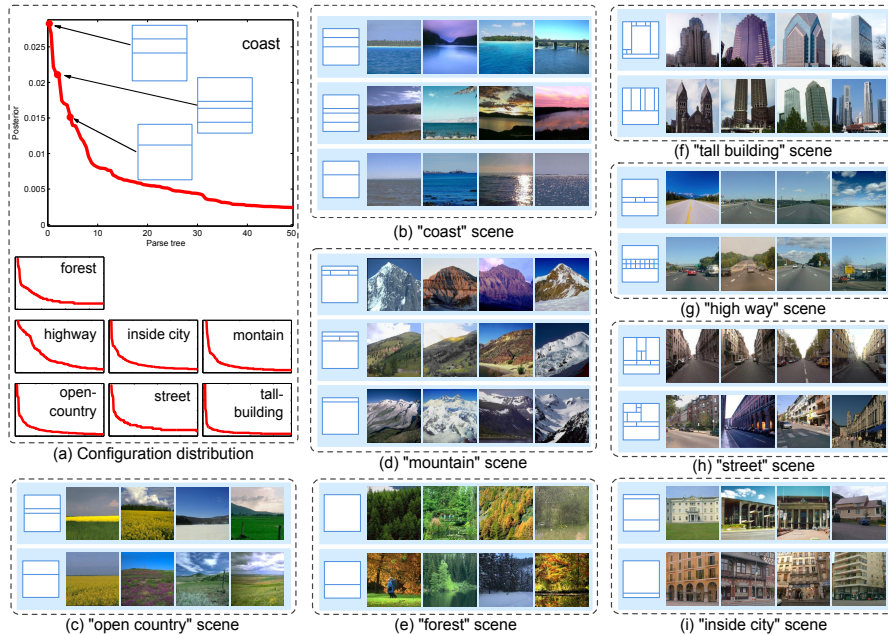 coast
0.025
0.02
0.015
0.01
0.005
0
0 10 20 30 40 50
Posterior
Parse tree
forest
highway
inside city
montain
open-
country
street
tall-
building
(a) Configuration distribution
(b) "coast" scene
(f) "tall building" scene
(g) "high way" scene
(d) "mountain" scene
(h) "street" scene
(c) "open country" scene
(e) "forest" scene
(i) "inside city" scene